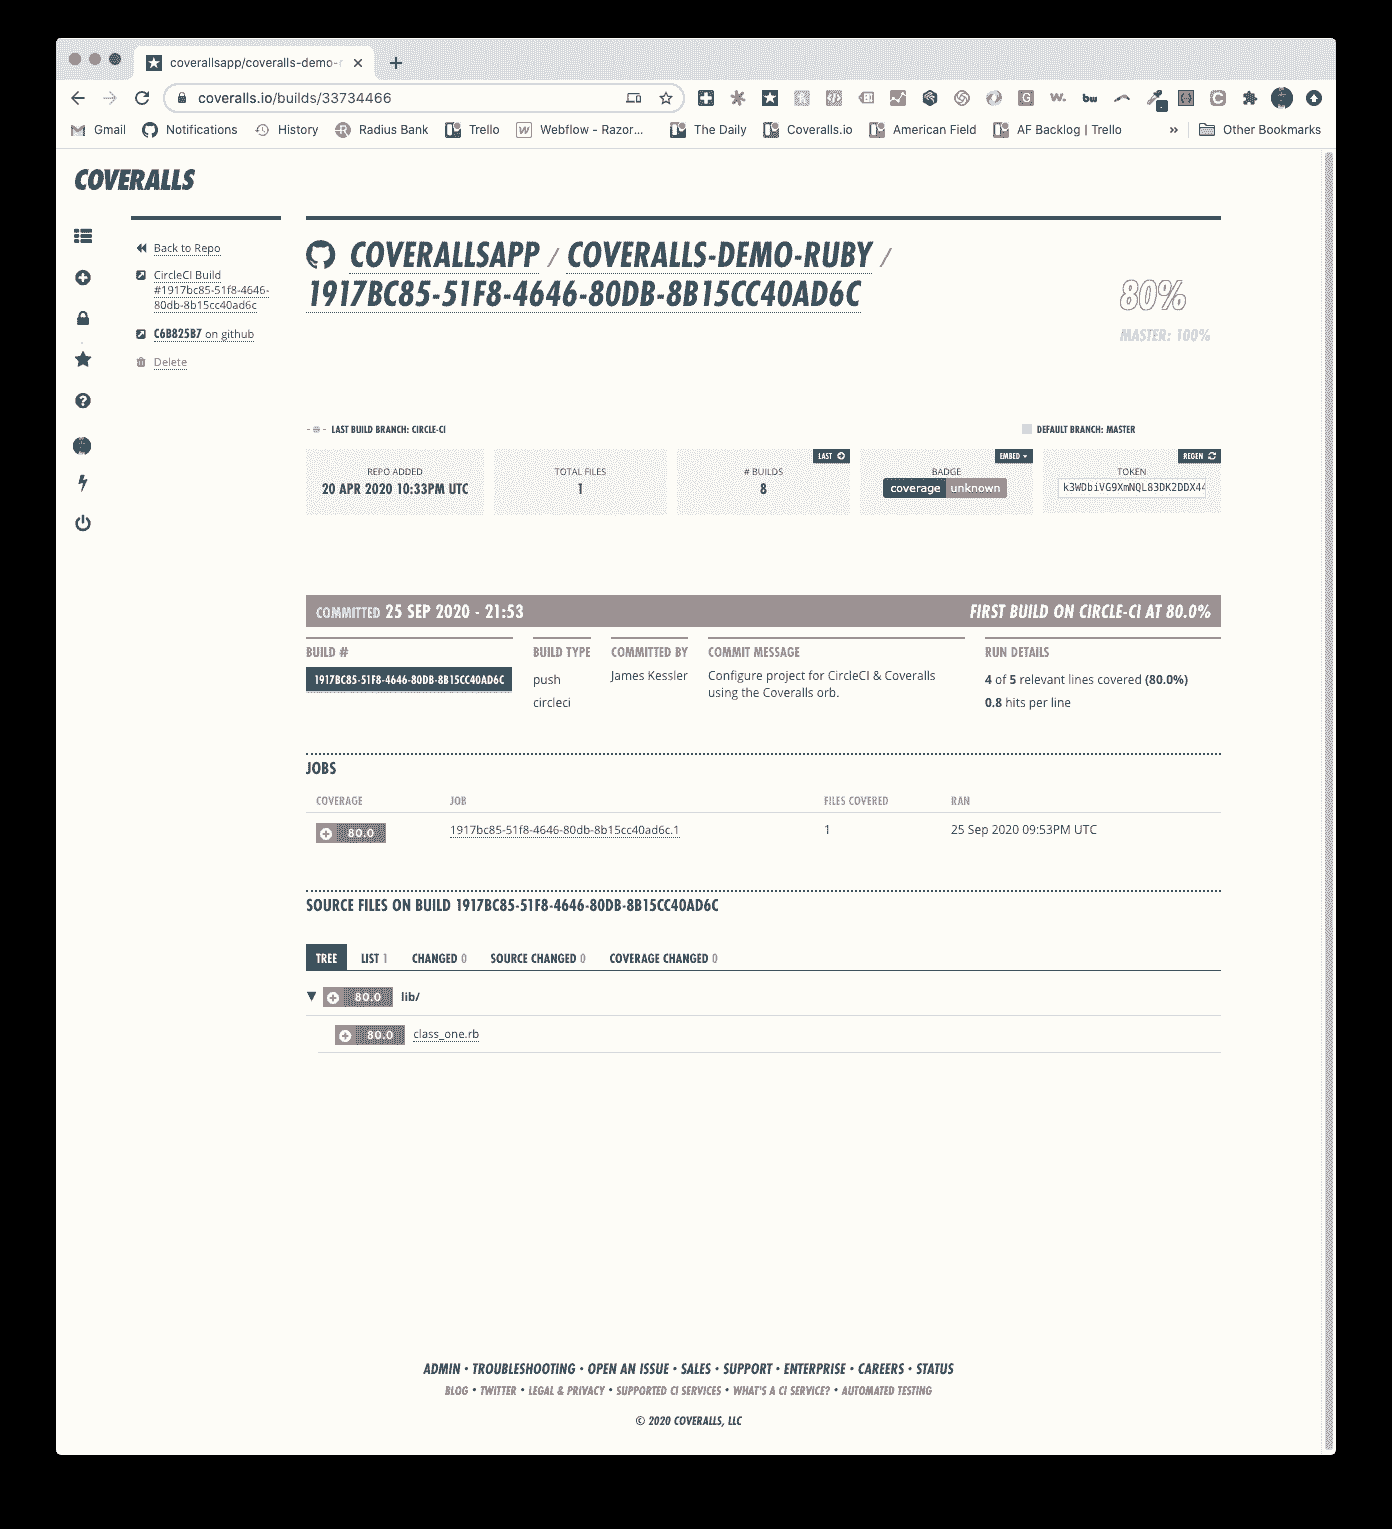 coverallsapp/coveralls-demo-r
coveralls.io/builds/33734466
Gmail Notifications History Radius Bank Trello Webflow - Razor... The Daily Coveralls.io American Field AF Backlog | Trello » Other Bookmarks
COVERALLS
Back to Repo
CircleCI Build
#1917bc85-51f8-4646-
80db-8b15cc40ad6c
C6B825B7 on github
Delete
COVERALLSAPP / COVERALLS-DEMO-RUBY /
1917BC85-51F8-4646-80DB-8B15CC40AD6C
80%
MASTER: 100%
LAST BUILD BRANCH: CIRCLE-CI
DEFAULT BRANCH: MASTER
REPO ADDED
20 APR 2020 10:33PM UTC
TOTAL FILES
1
LAST
# BUILDS
8
EMBED
BADGE
coverage unknown
REGEN
TOKEN
k3WDbiVG9XmNQL83DK2DDX44
COMMITTED 25 SEP 2020 - 21:53
FIRST BUILD ON CIRCLE-CI AT 80.0%
BUILD # BUILD TYPE COMMITTED BY COMMIT MESSAGE RUN DETAILS
1917BC85-51F8-4646-80DB-8B15CC40AD6C
push
circleci
James Kessler
Configure project for CircleCI & Coveralls
using the Coveralls orb.
4 of 5 relevant lines covered (80.0%)
0.8 hits per line
JOBS
COVERAGE JOB FILES COVERED RAN
80.0 1917bc85-51f8-4646-80db-8b15cc40ad6c.1 1 25 Sep 2020 09:53PM UTC
SOURCE FILES ON BUILD 1917BC85-51F8-4646-80DB-8B15CC40AD6C
TREE LIST 1 CHANGED 0 SOURCE CHANGED 0 COVERAGE CHANGED 0
80.0 lib/
80.0 class_one.rb
ADMIN • TROUBLESHOOTING • OPEN AN ISSUE • SALES • SUPPORT • ENTERPRISE • CAREERS • STATUS
BLOG • TWITTER • LEGAL & PRIVACY • SUPPORTED CI SERVICES • WHAT'S A CI SERVICE? • AUTOMATED TESTING
© 2020 COVERALLS, LLC